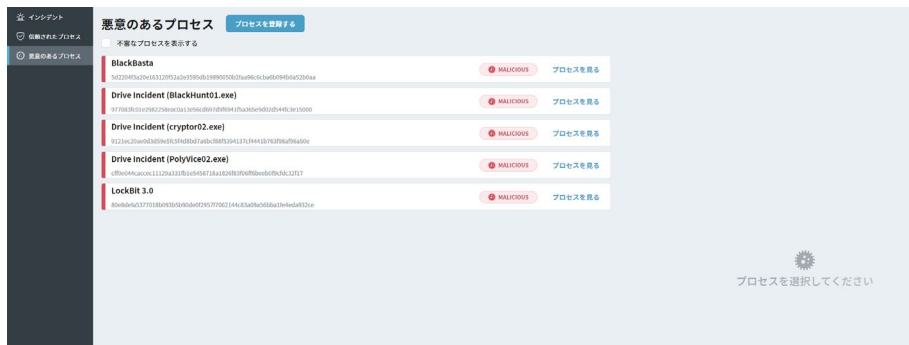 インシデント
信頼されたプロセス
悪意のあるプロセス
悪意のあるプロセス
プロセスを登録する
不審なプロセスを表示する
BlackBasta
MALICIOUS
プロセスを見る
Drive Incident (BlackHunt01.exe)
MALICIOUS
プロセスを見る
Drive Incident (cryptor02.exe)
MALICIOUS
プロセスを見る
Drive Incident (PolyVice02.exe)
MALICIOUS
プロセスを見る
LockBit 3.0
MALICIOUS
プロセスを見る
プロセスを選択してください